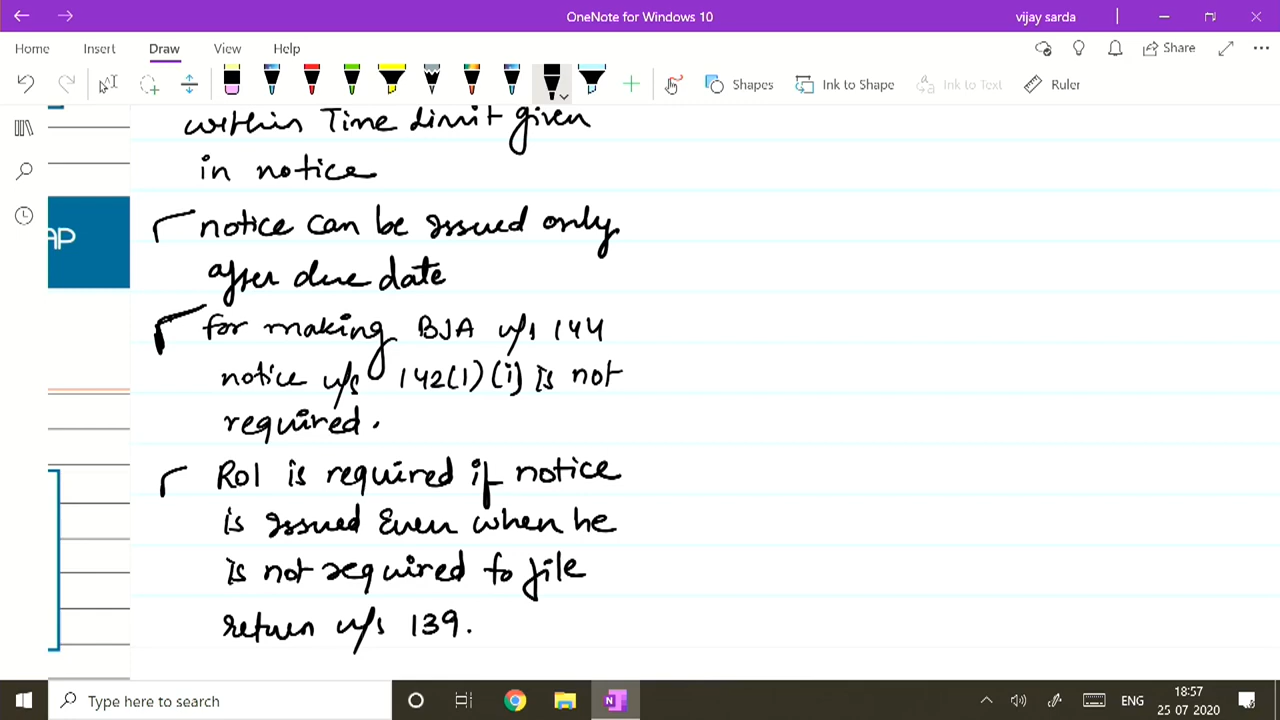 OneNote for Windows 10
vijay sarda
Home Insert Draw View Help
Share
Shapes Ink to Shape Ink to Text Ruler
within Time limit given
in notice
AP
notice can be issued only
after due date
for making BJA u/s 144
notice u/s 142(1)(i) is not
required.
RoI is required if notice
is issued Even when he
is not required to file
return u/s 139.
Type here to search
ENG
18:57
25 07 2020